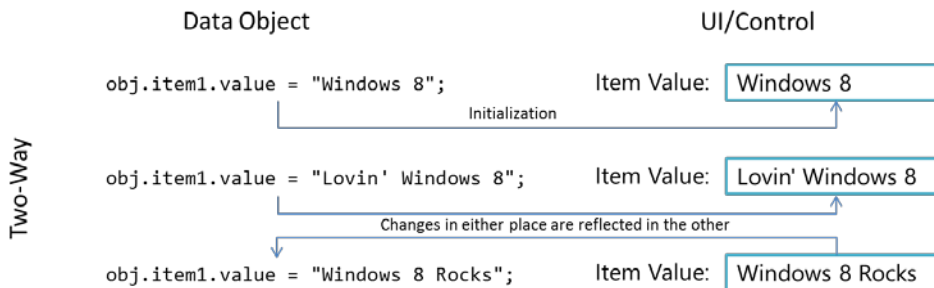 Data Object UI/Control
obj.item1.value = "Windows 8"; Item Value: Windows 8
Initialization
Two-Way
obj.item1.value = "Lovin' Windows 8"; Item Value: Lovin' Windows 8
Changes in either place are reflected in the other
obj.item1.value = "Windows 8 Rocks"; Item Value: Windows 8 Rocks